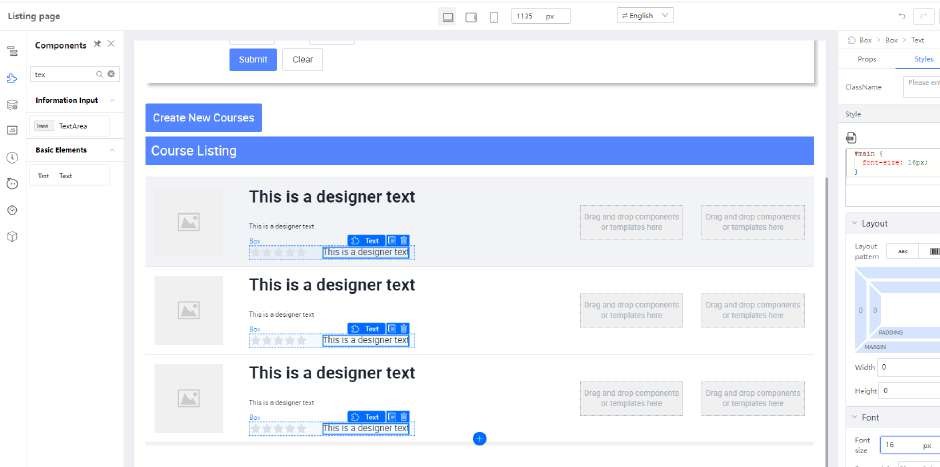 Listing page
1135 px
English
Components
Box > Box > Text
tex
Props
Styles
Information Input
TextArea
Basic Elements
Text Text
Submit
Clear
Create New Courses
Course Listing
This is a designer text
This is a designer text
Box
Text
This is a designer text
Drag and drop components
or templates here
Drag and drop components
or templates here
This is a designer text
This is a designer text
Box
Text
This is a designer text
Drag and drop components
or templates here
Drag and drop components
or templates here
This is a designer text
This is a designer text
Box
Text
This is a designer text
Drag and drop components
or templates here
Drag and drop components
or templates here
ClassName
Please ent
Style
#main {
font-size: 16px;
}
Layout
Layout
pattern
ABC
0 0
PADDING
MARGIN
Width 0
Height 0
Font
Font
size
16 px